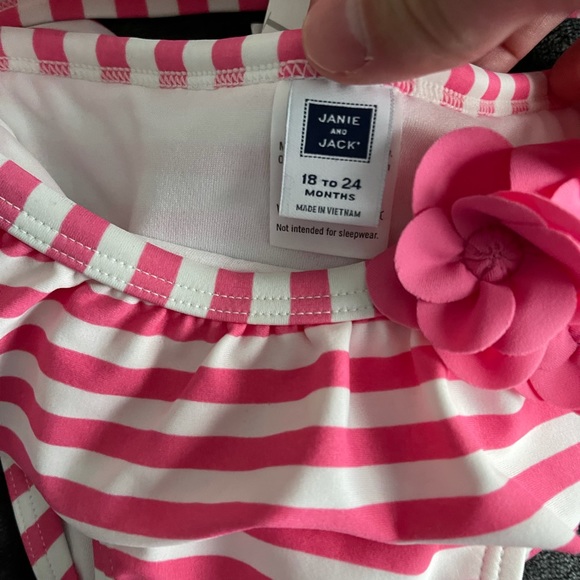 JANIE
AND
JACK
18 TO 24
MONTHS
MADE IN VIETNAM
Not intended for sleepwear.